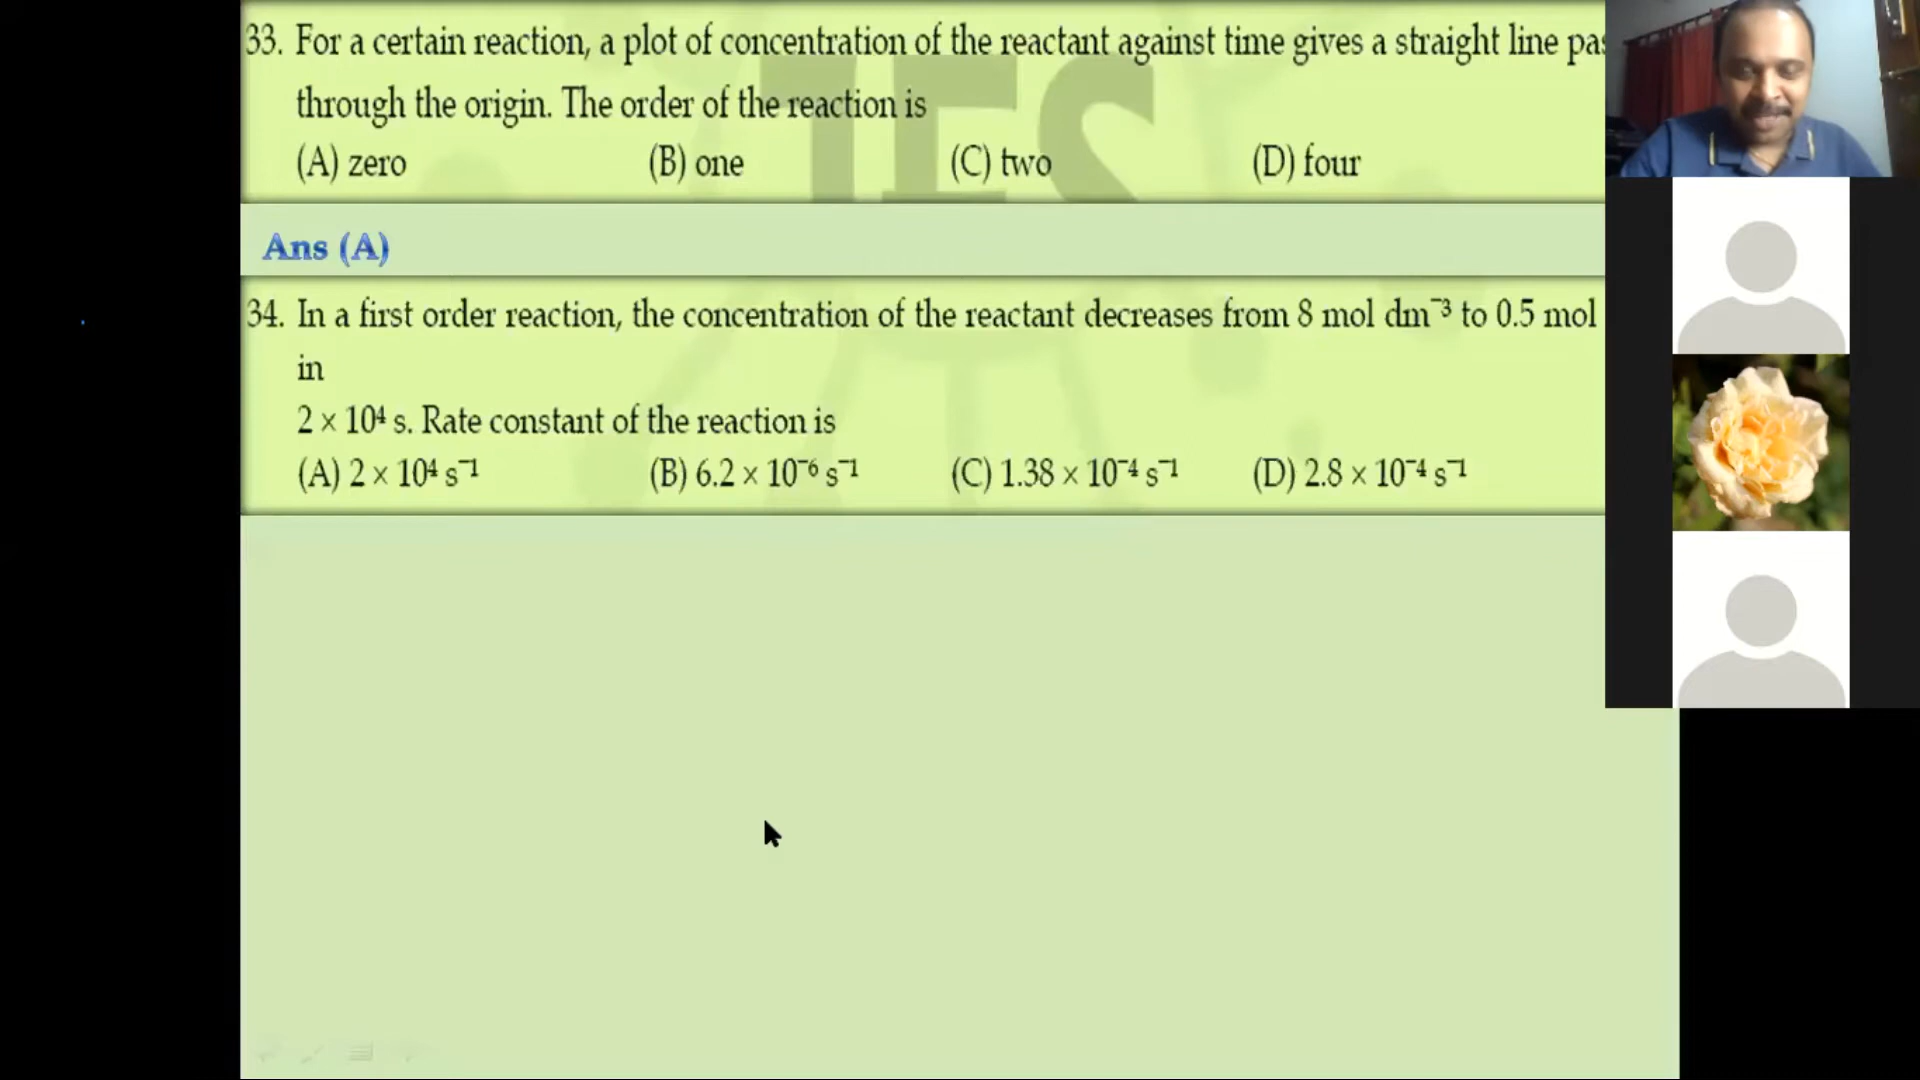 33. For a certain reaction, a plot of concentration of the reactant against time gives a straight line
through the origin. The order of the reaction is
(A) zero (B) one (C) two (D) four
Ans (A)
34. In a first order reaction, the concentration of the reactant decreases from 8 mol dm⁻³ to 0.5 mol
in
2 × 10⁴ s. Rate constant of the reaction is
(A) 2 × 10⁴ s⁻¹ (B) 6.2 × 10⁻⁶ s⁻¹ (C) 1.38 × 10⁻⁴ s⁻¹ (D) 2.8 × 10⁻⁴ s⁻¹